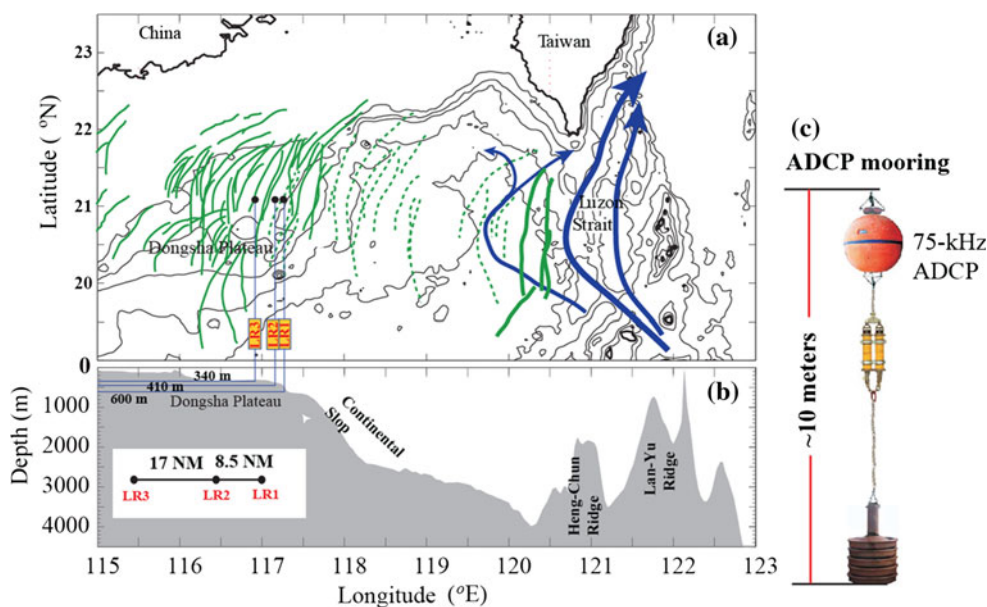 China
Taiwan
(a)
23
22
21
20
Latitude (°N)
Luzon
Strait
Dongsha Plateau
LR3
LR2
LR1
0
340 m
410 m
600 m
Dongsha Plateau
(b)
1000
2000
3000
4000
Depth (m)
Continental
Slop
17 NM
8.5 NM
LR3
LR2
LR1
Heng-Chun
Ridge
Lan-Yu
Ridge
115
116
117
118
119
120
121
122
123
Longitude (°E)
(c)
ADCP mooring
75-kHz
ADCP
~10 meters